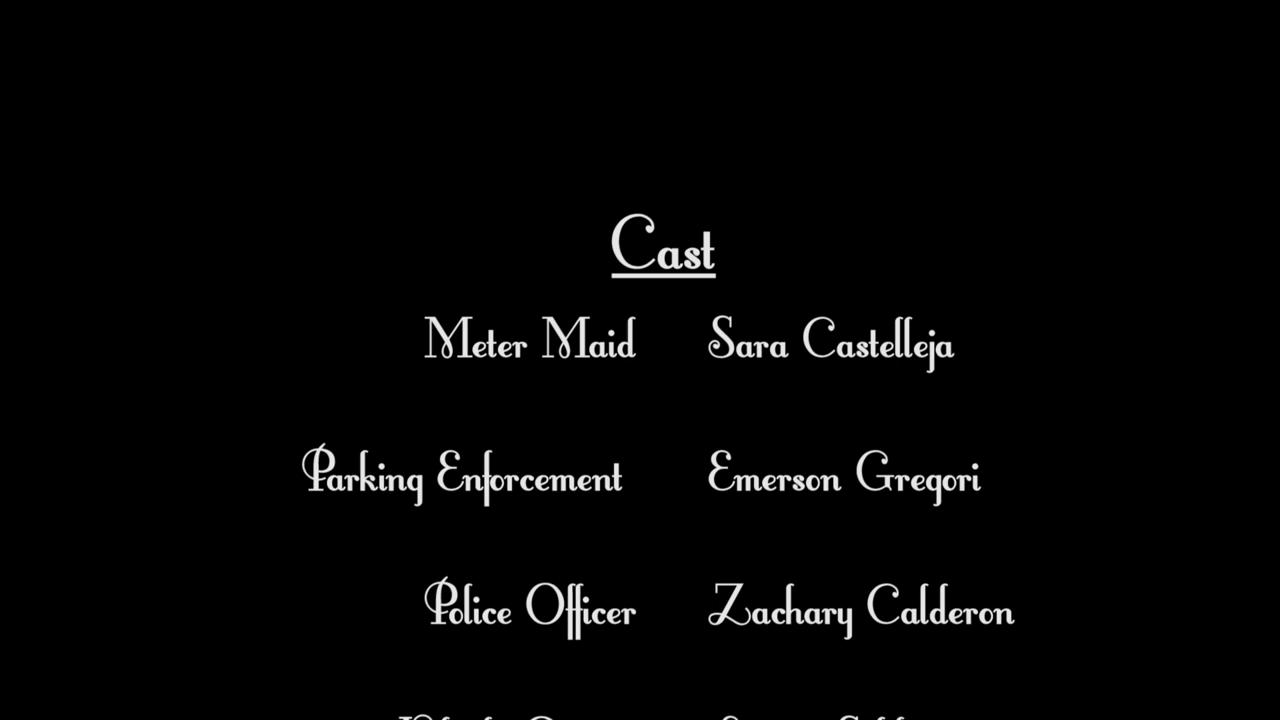 Cast
Meter Maid Sara Castelleja
Parking Enforcement Emerson Gregori
Police Officer Zachary Calderon